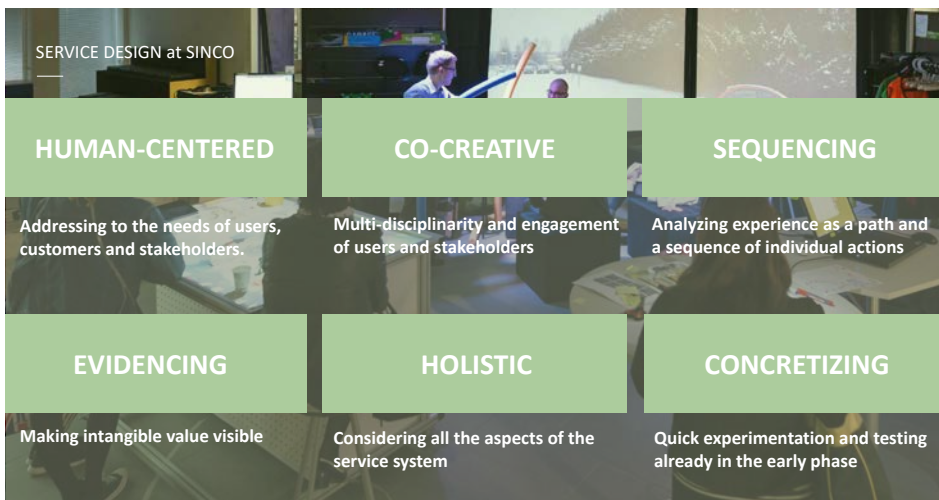 SERVICE DESIGN at SINCO
HUMAN-CENTERED
Addressing to the needs of users,
customers and stakeholders.
CO-CREATIVE
Multi-disciplinarity and engagement
of users and stakeholders
SEQUENCING
Analyzing experience as a path and
a sequence of individual actions
EVIDENCING
Making intangible value visible
HOLISTIC
Considering all the aspects of the
service system
CONCRETIZING
Quick experimentation and testing
already in the early phase